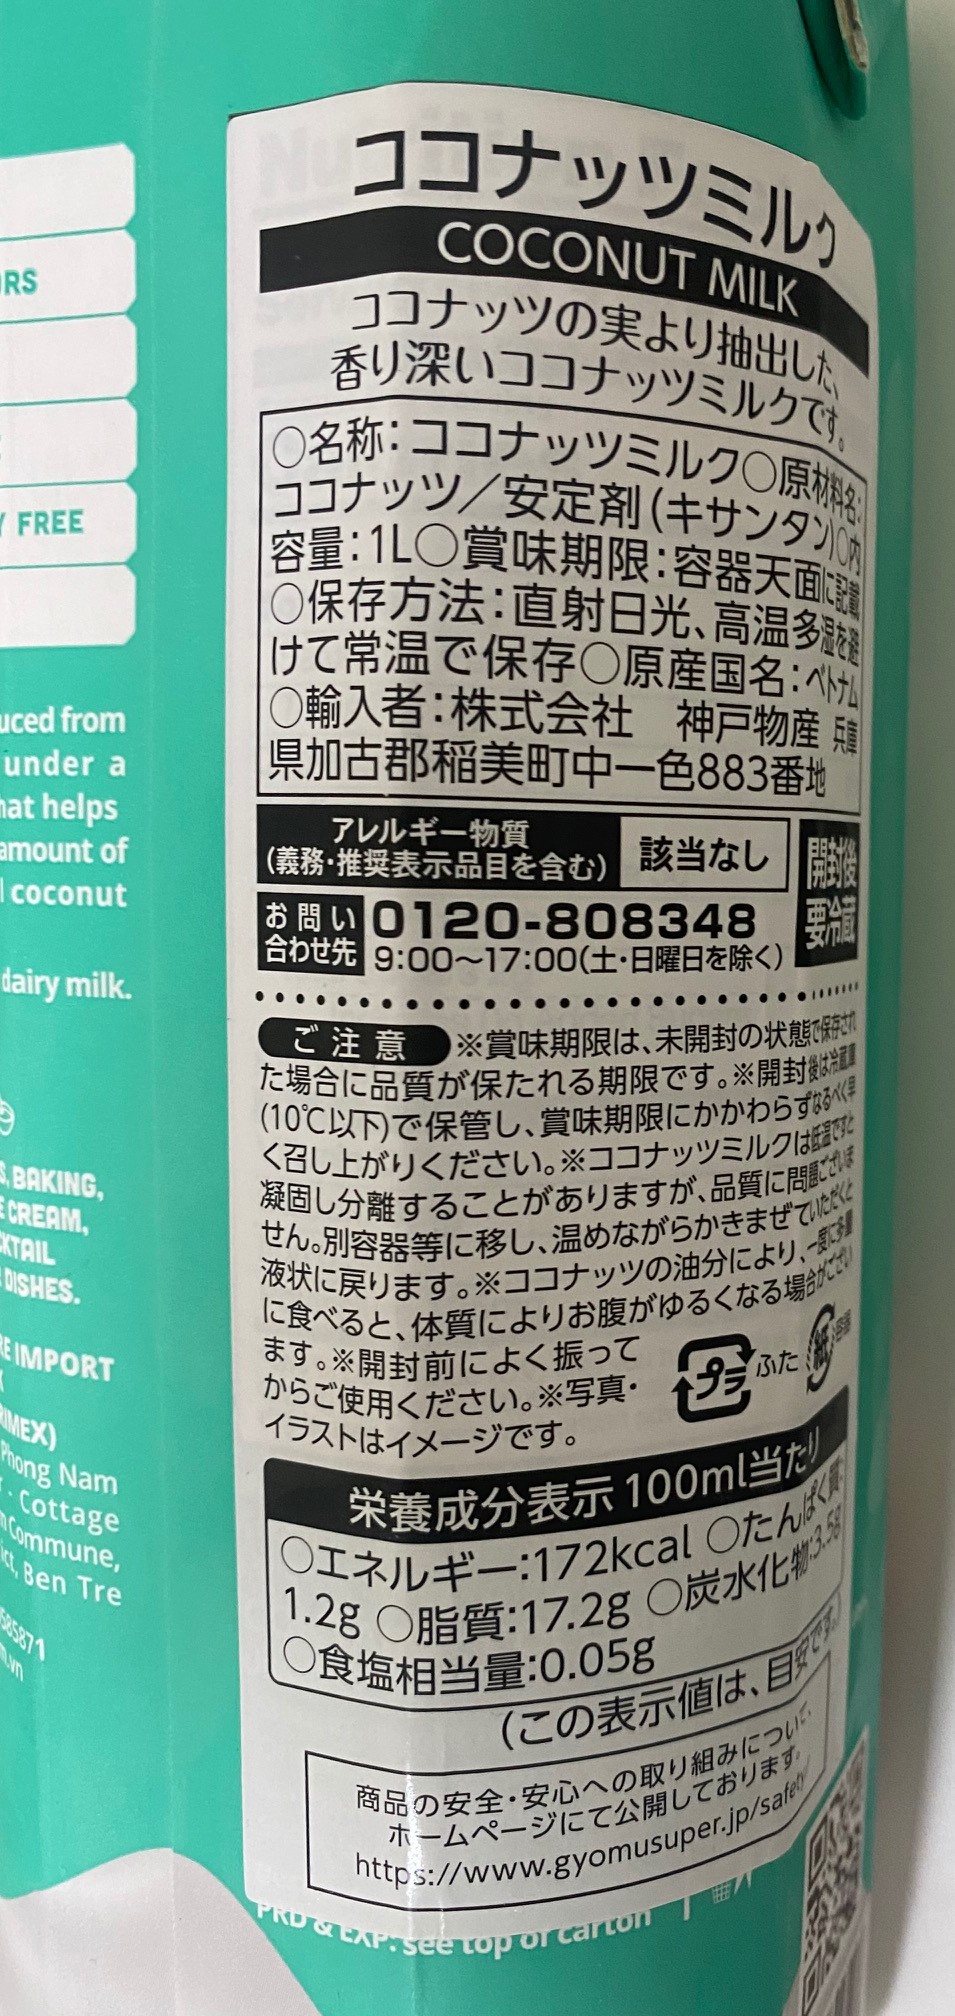 RS
Y FREE
uced from
under a
hat helps
amount of
coconut
dairy milk.
S, BAKING,
E CREAM,
KTAIL
DISHES.
RE IMPORT
RIMEX)
Phong Nam
Cottage
Commune,
ict, Ben Tre
585871
m.vn
ココナッツミルク
COCONUT MILK
ココナッツの実より抽出した、
香り深いココナッツミルクです。
○名称：ココナッツミルク○原材料名：
ココナッツ／安定剤（キサンタン）○内
容量：1L○賞味期限：容器天面に記載
○保存方法：直射日光、高温多湿を避
けて常温で保存○原産国名：ベトナム
○輸入者：株式会社 神戸物産 兵庫
県加古郡稲美町中一色883番地
アレルギー物質
(義務・推奨表示品目を含む)
該当なし
開封後
要冷蔵
お問い
合わせ先
0120-808348
9:00〜17:00(土・日曜日を除く)
ご注意 ※賞味期限は、未開封の状態で保存され
た場合に品質が保たれる期限です。※開封後は冷蔵庫
(10℃以下)で保管し、賞味期限にかかわらずなるべく早
く召し上がりください。※ココナッツミルクは低温ですと
凝固し分離することがありますが、品質に問題ございま
せん。別容器等に移し、温めながらかきまぜていただくと
液状に戻ります。※ココナッツの油分により、一度に多量
に食べると、体質によりお腹がゆるくなる場合がござい
ます。※開封前によく振って
からご使用ください。※写真・
イラストはイメージです。
プラ ふた 紙 容器
栄養成分表示 100ml当たり
○エネルギー:172kcal ○たんぱく質:
1.2g ○脂質:17.2g ○炭水化物:3.5g
○食塩相当量:0.05g
(この表示値は、目安です。)
商品の安全・安心への取り組みについて、
ホームページにて公開しております。
https://www.gyomusuper.jp/safety/
PRD & EXP: see top of carton